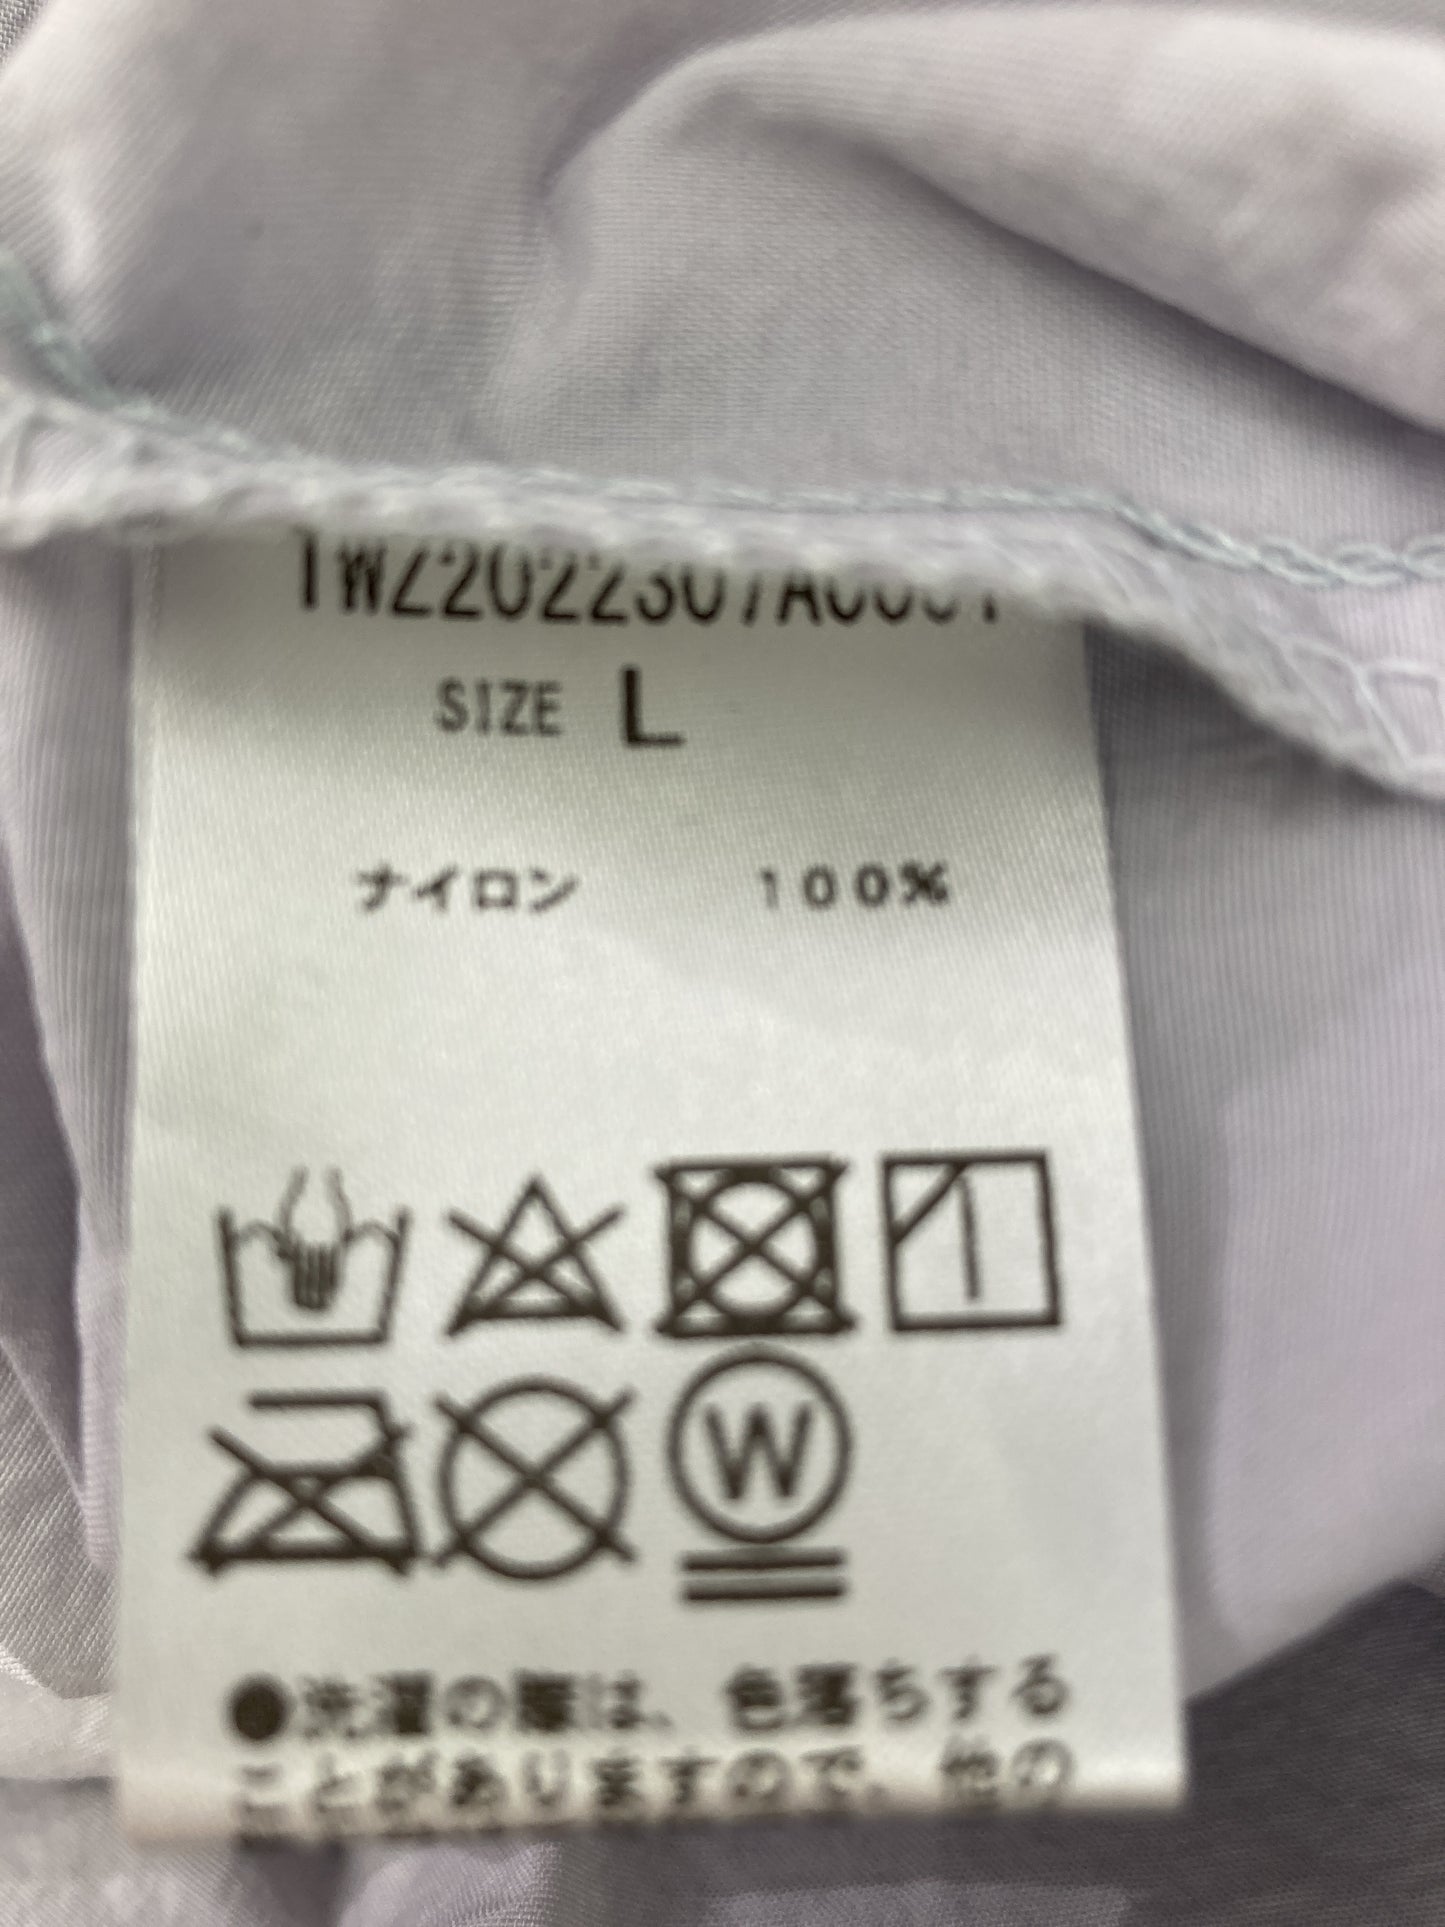 SIZE L
ナイロン 100%
W
●洗濯の際は、色落ちする
ことがありますので、他の